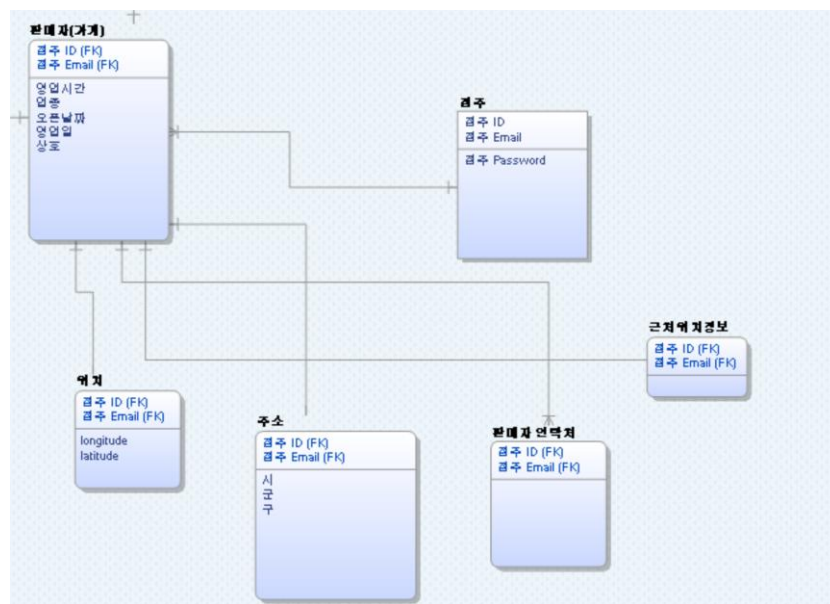 판매자(가게)
점주 ID (FK)
점주 Email (FK)
영업시간
업종
오픈날짜
영업일
상호
점주
점주 ID
점주 Email
점주 Password
근처위치정보
점주 ID (FK)
점주 Email (FK)
위치
점주 ID (FK)
점주 Email (FK)
longitude
latitude
주소
점주 ID (FK)
점주 Email (FK)
시
군
구
판매자 연락처
점주 ID (FK)
점주 Email (FK)